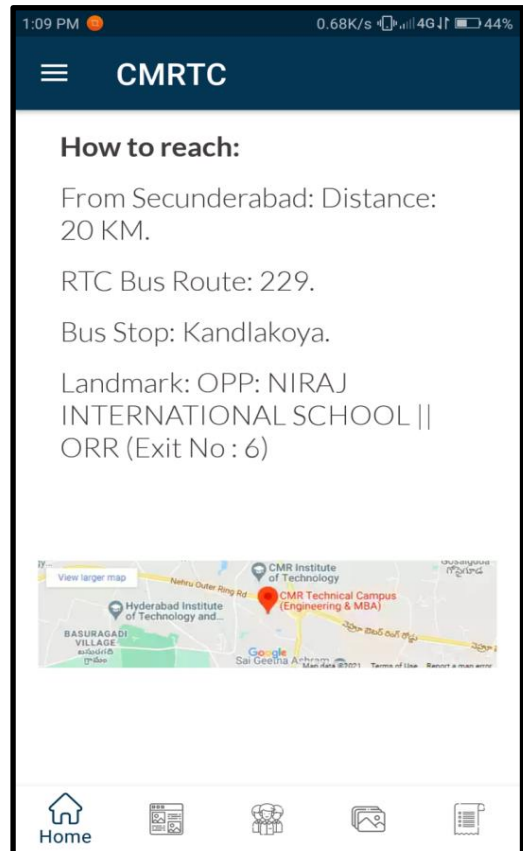 1:09 PM 0.68K/s 4G 44%
CMRTC
How to reach:
From Secunderabad: Distance:
20 KM.
RTC Bus Route: 229.
Bus Stop: Kandlakoya.
Landmark: OPP: NIRAJ
INTERNATIONAL SCHOOL ||
ORR (Exit No : 6)
View larger map
Nehru Outer Ring Rd
CMR Institute
of Technology
CMR Technical Campus
(Engineering & MBA)
Hyderabad Institute
of Technology and...
BASURAGADI
VILLAGE
Google
Sai Geetha Ashram
Map data ©2021 Terms of Use Report a map error
Home